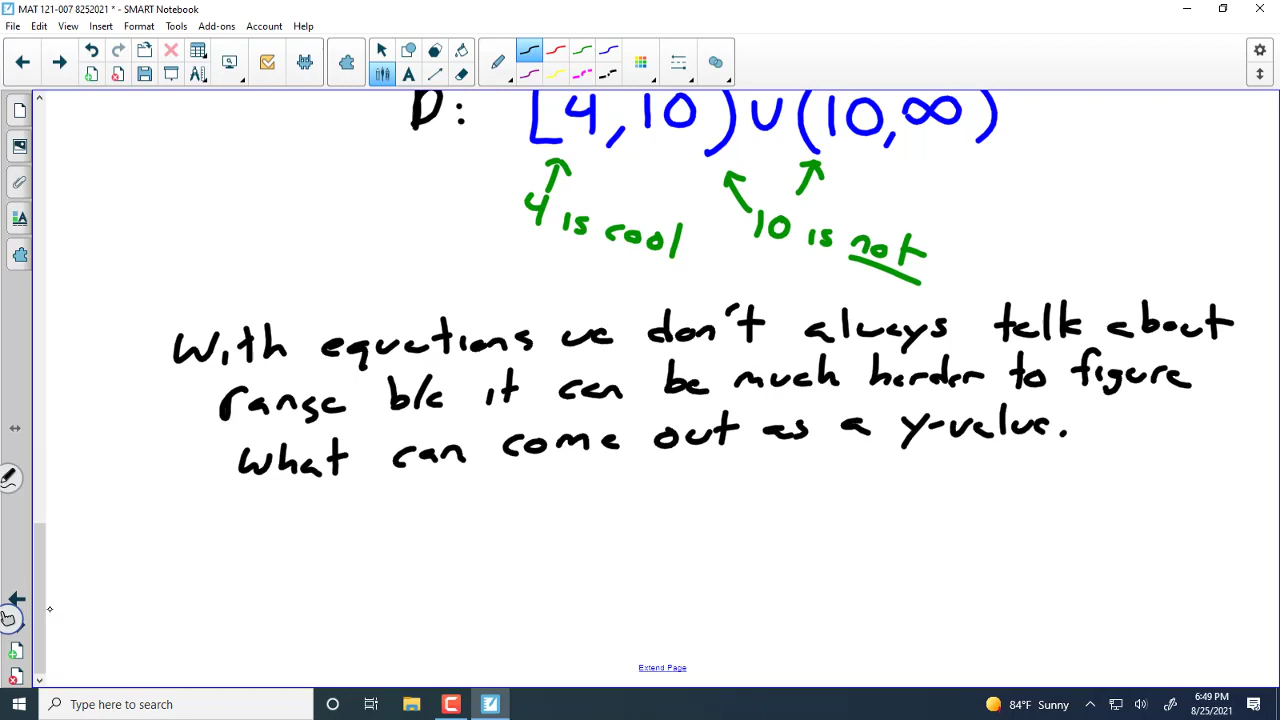 MAT 121-007 8252021 * - SMART Notebook
File Edit View Insert Format Tools Add-ons Account Help
D: [4,10) ∪ (10,∞)
4 is cool
10 is not
With equations we don't always talk about
range b/c it can be much harder to figure
what can come out as a y-value.
Extend Page
Type here to search
84°F Sunny
6:49 PM
8/25/2021